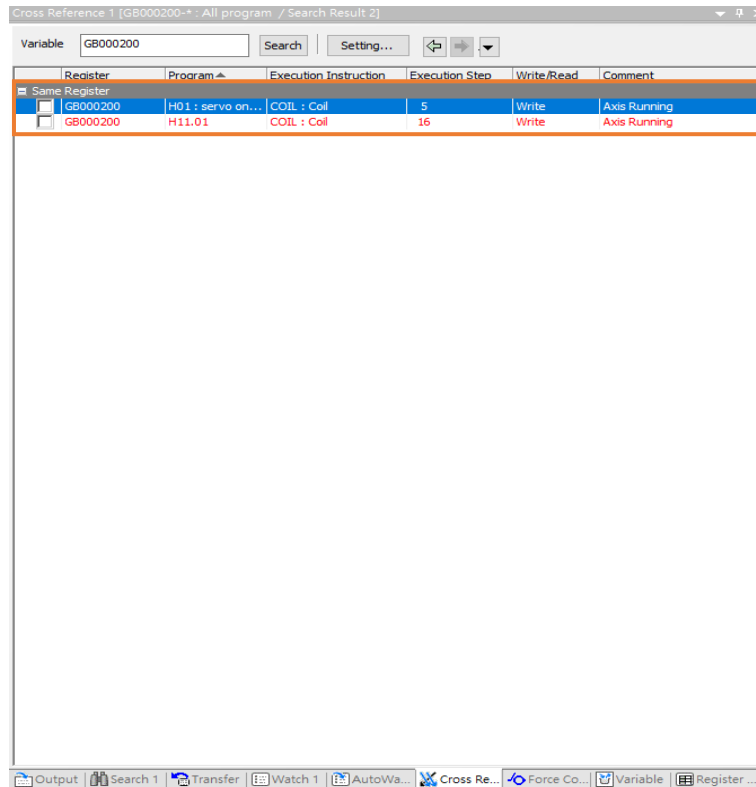 Cross Reference 1 [GB000200-* : All program / Search Result 2]
Variable GB000200 Search Setting...
Register Program Execution Instruction Execution Step Write/Read Comment
Same Register
GB000200 H01 : servo on... COIL : Coil 5 Write Axis Running
GB000200 H11.01 COIL : Coil 16 Write Axis Running
Output Search 1 Transfer Watch 1 AutoWa... Cross Re... Force Co... Variable Register ...